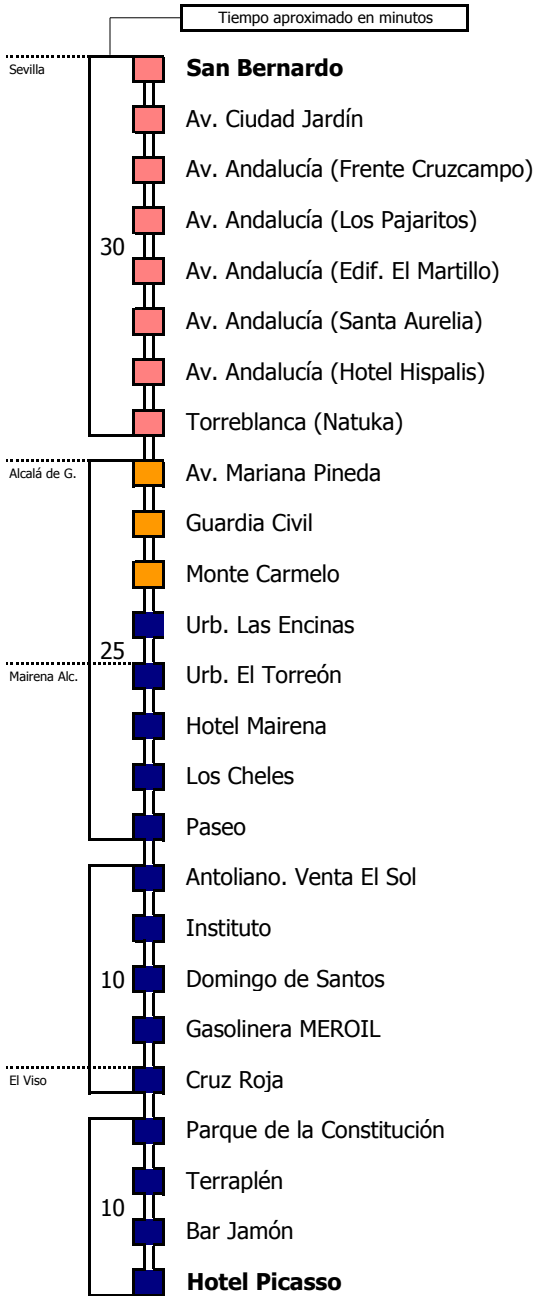 Tiempo aproximado en minutos
Sevilla
San Bernardo
Av. Ciudad Jardín
Av. Andalucía (Frente Cruzcampo)
Av. Andalucía (Los Pajaritos)
30
Av. Andalucía (Edif. El Martillo)
Av. Andalucía (Santa Aurelia)
Av. Andalucía (Hotel Hispalis)
Torreblanca (Natuka)
Alcalá de G.
Av. Mariana Pineda
Guardia Civil
Monte Carmelo
Urb. Las Encinas
25
Mairena Alc.
Urb. El Torreón
Hotel Mairena
Los Cheles
Paseo
Antoliano. Venta El Sol
Instituto
10
Domingo de Santos
Gasolinera MEROIL
El Viso
Cruz Roja
Parque de la Constitución
Terraplén
10
Bar Jamón
Hotel Picasso